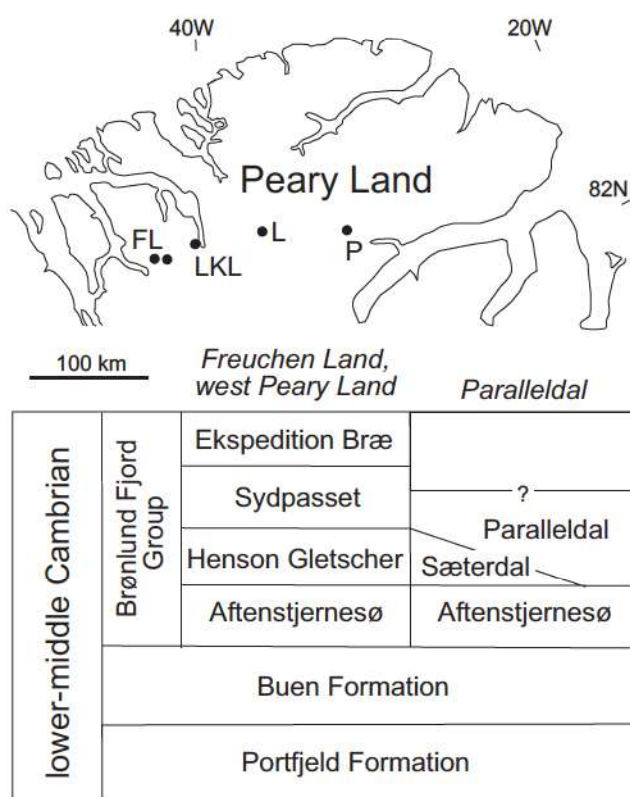 40W
20W
Peary Land
82N
FL
LKL
L
P
100 km
Freuchen Land,
west Peary Land
Paralleldal
lower-middle Cambrian
Brønlund Fjord
Group
Ekspedition Bræ
Sydpasset
?
Paralleldal
Henson Gletscher
Sæterdal
Aftenstjernesø
Aftenstjernesø
Buen Formation
Portfjeld Formation